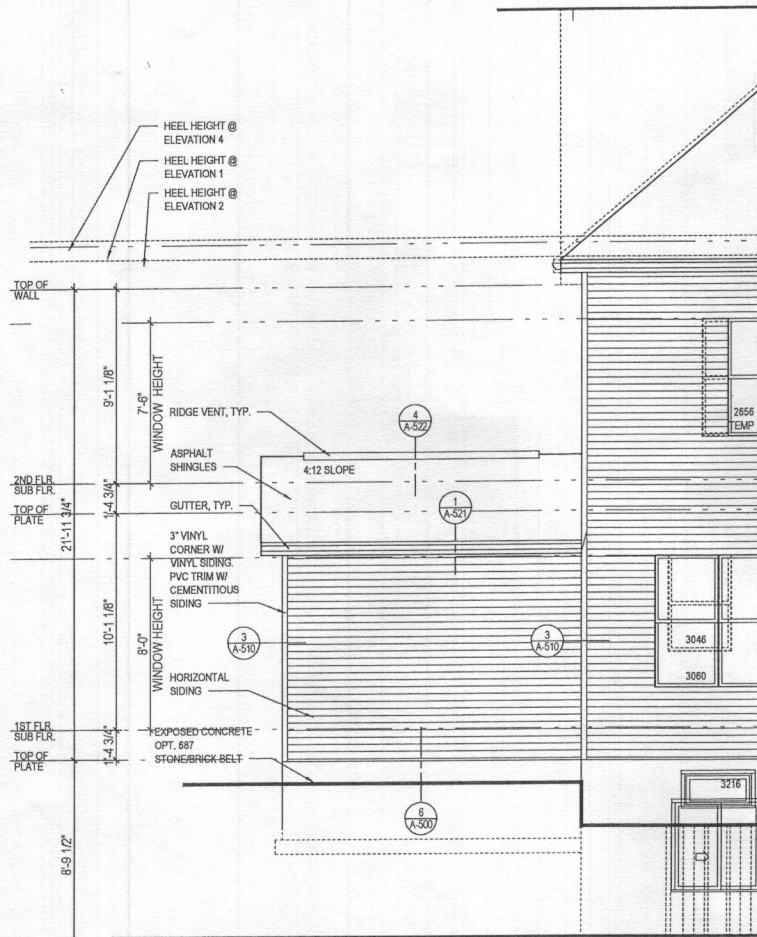 HEEL HEIGHT @
ELEVATION 4
HEEL HEIGHT @
ELEVATION 1
HEEL HEIGHT @
ELEVATION 2
TOP OF
WALL
9'-1 1/8"
7'-6"
WINDOW HEIGHT
RIDGE VENT, TYP.
4
A-522
2656
TEMP
ASPHALT
SHINGLES
4:12 SLOPE
2ND FLR.
SUB FLR.
1'-4 3/4"
TOP OF
PLATE
GUTTER, TYP.
1
A-521
21'-11 3/4"
3" VINYL
CORNER W/
VINYL SIDING.
PVC TRIM W/
CEMENTITIOUS
SIDING
10'-1 1/8"
8'-0"
WINDOW HEIGHT
3
A-510
3
A-510
3046
3060
HORIZONTAL
SIDING
1ST FLR.
SUB FLR.
1'-4 3/4"
TOP OF
PLATE
EXPOSED CONCRETE
OPT. 687
STONE/BRICK BELT
3216
6
A-500
8'-9 1/2"